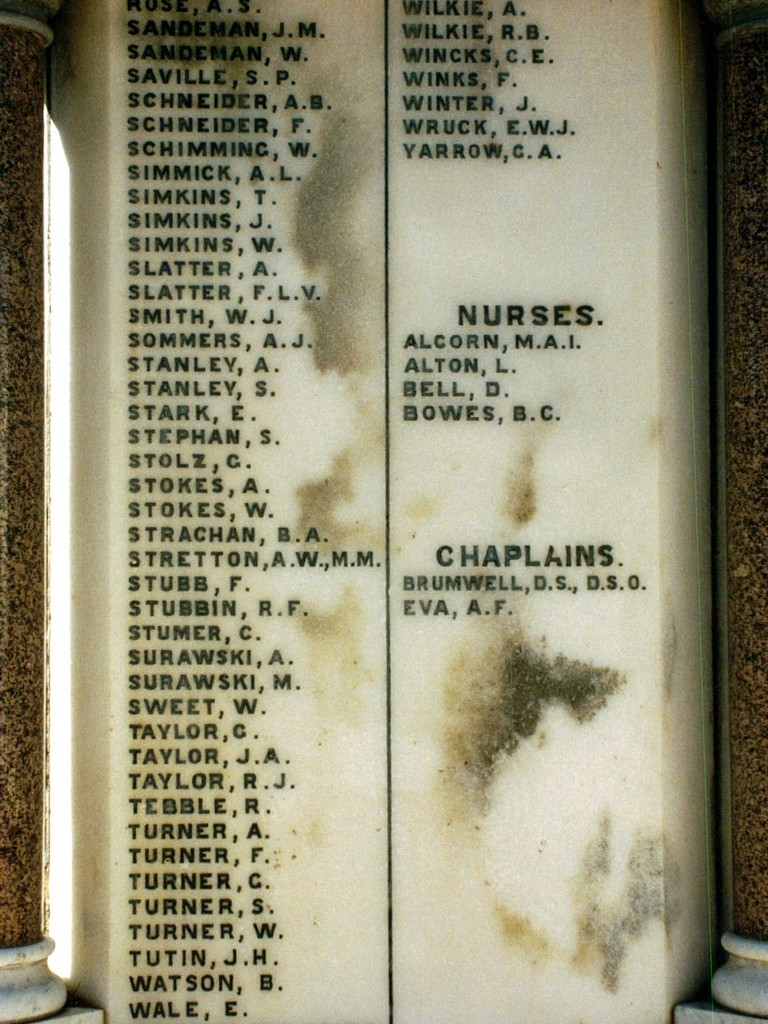 ROSE, A.S.
SANDEMAN, J.M.
SANDEMAN, W.
SAVILLE, S.P.
SCHNEIDER, A.B.
SCHNEIDER, F.
SCHIMMING, W.
SIMMICK, A.L.
SIMKINS, T.
SIMKINS, J.
SIMKINS, W.
SLATTER, A.
SLATTER, F.L.V.
SMITH, W.J.
SOMMERS, A.J.
STANLEY, A.
STANLEY, S.
STARK, E.
STEPHAN, S.
STOLZ, G.
STOKES, A.
STOKES, W.
STRACHAN, B.A.
STRETTON, A.W., M.M.
STUBB, F.
STUBBIN, R.F.
STUMER, C.
SURAWSKI, A.
SURAWSKI, M.
SWEET, W.
TAYLOR, G.
TAYLOR, J.A.
TAYLOR, R.J.
TEBBLE, R.
TURNER, A.
TURNER, F.
TURNER, G.
TURNER, S.
TURNER, W.
TUTIN, J.H.
WATSON, B.
WALE, E.
WILKIE, A.
WILKIE, R.B.
WINCKS, C.E.
WINKS, F.
WINTER, J.
WRUCK, E.W.J.
YARROW, C.A.
NURSES.
ALCORN, M.A.I.
ALTON, L.
BELL, D.
BOWES, B.C.
CHAPLAINS.
BRUMWELL, D.S., D.S.O.
EVA, A.F.